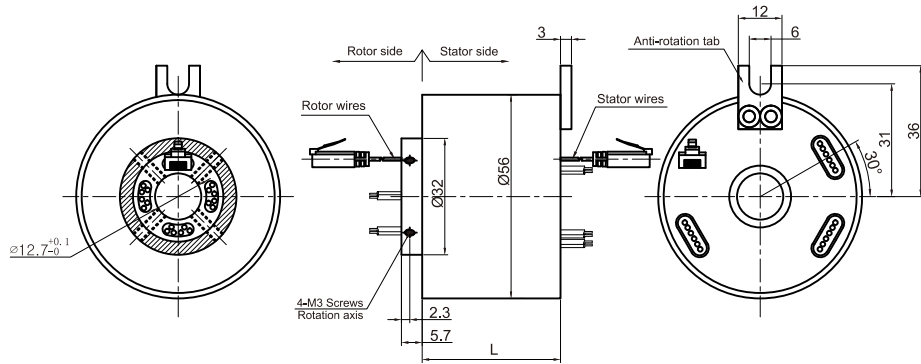 12
3
6
Rotor side
Stator side
Anti-rotation tab
Rotor wires
Stator wires
36
31
30°
Ø32
Ø56
⌀12.7+0.1 -0
4-M3 Screws
Rotation axis
2.3
5.7
L